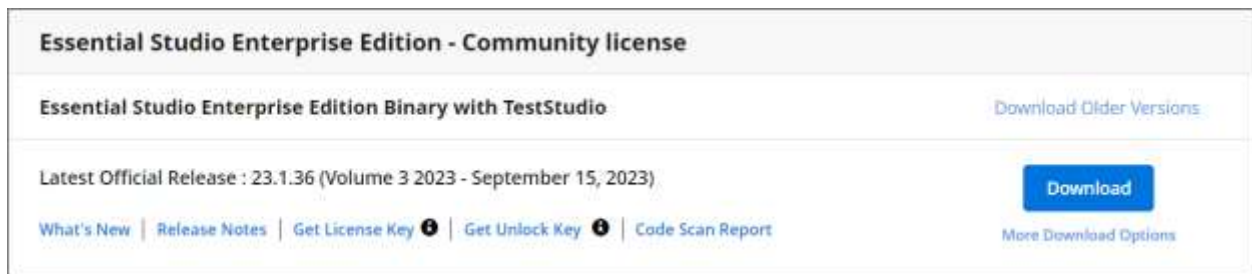 Essential Studio Enterprise Edition - Community license
Essential Studio Enterprise Edition Binary with TestStudio
Download Older Versions
Latest Official Release : 23.1.36 (Volume 3 2023 - September 15, 2023)
Download
What's New | Release Notes | Get License Key | Get Unlock Key | Code Scan Report
More Download Options